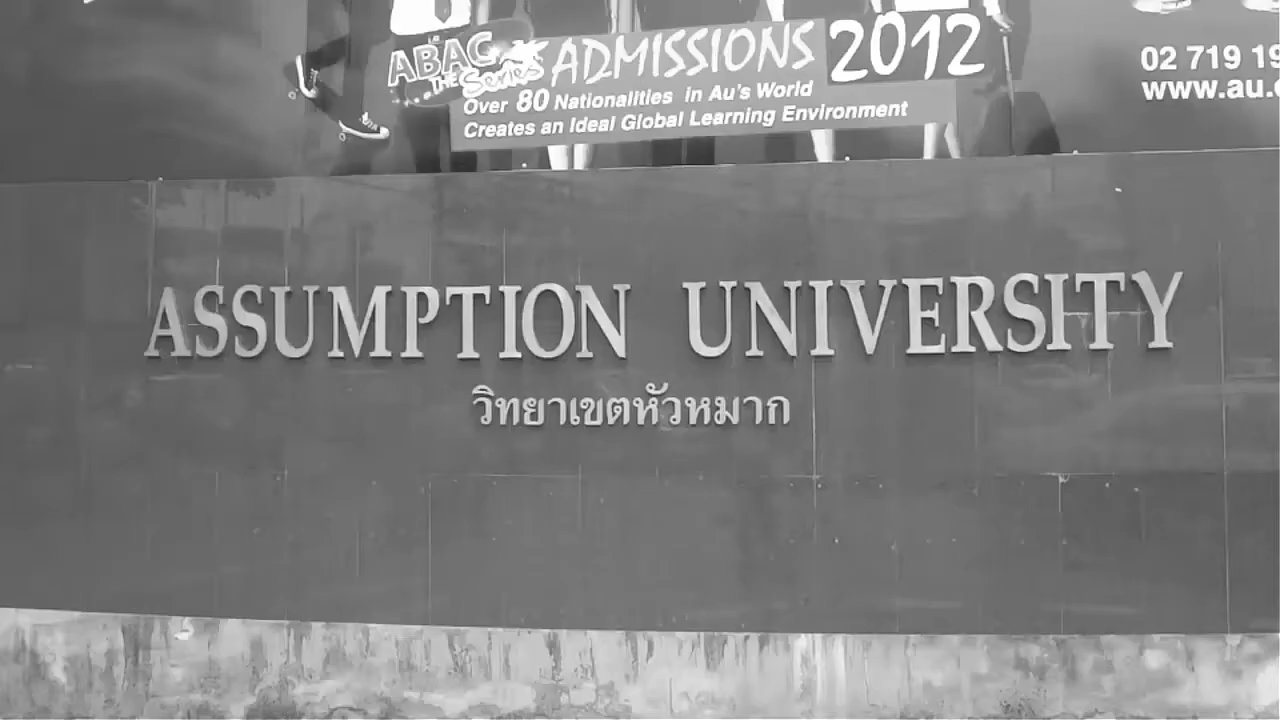 ABAC ADMISSIONS 2012
THE Series
Over 80 Nationalities in Au's World
Creates an Ideal Global Learning Environment
02 719 19
www.au.
ASSUMPTION UNIVERSITY
วิทยาเขตหัวหมาก